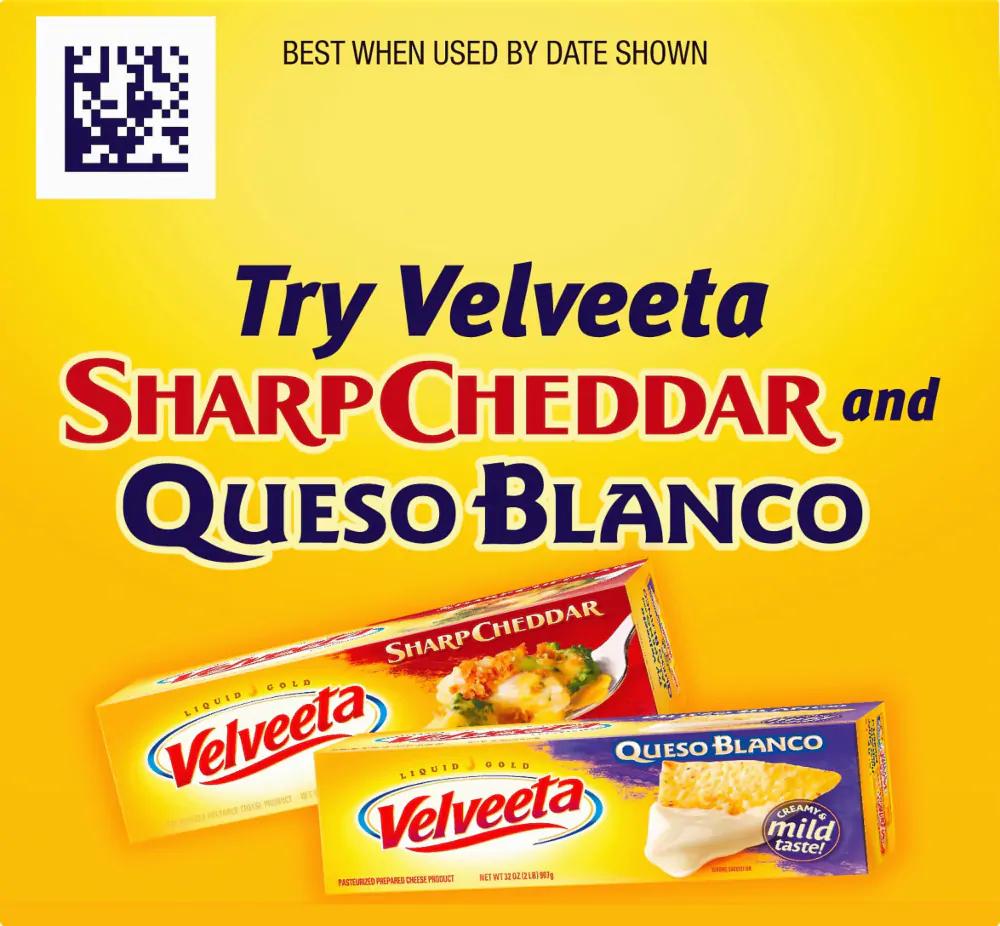 BEST WHEN USED BY DATE SHOWN
Try Velveeta
SHARP CHEDDAR and
QUESO BLANCO
SHARP CHEDDAR
LIQUID GOLD
Velveeta
QUESO BLANCO
LIQUID GOLD
Velveeta
CREAMY &
mild
taste!
PASTEURIZED PREPARED CHEESE PRODUCT NET WT 32 OZ (2 LB) 907g